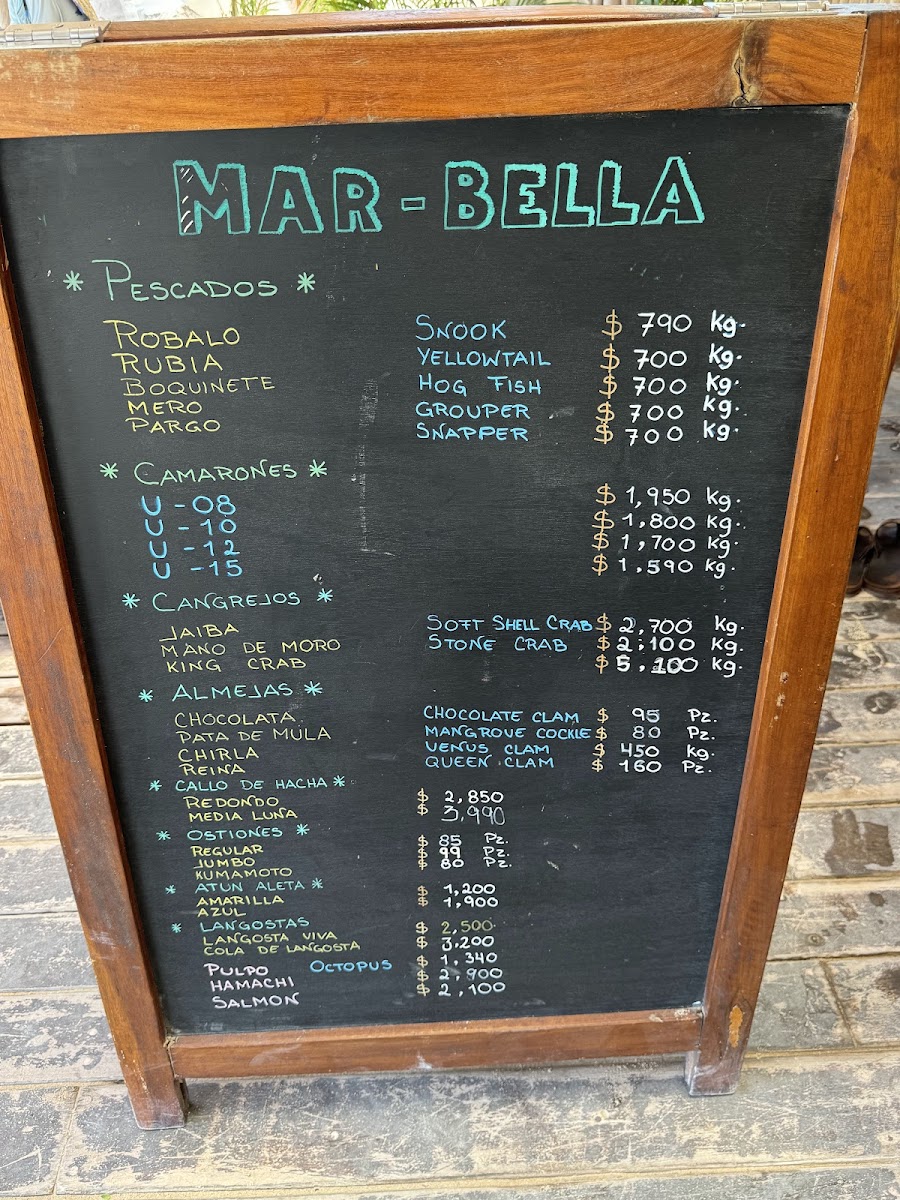 MAR-BELLA
* PESCADOS *
ROBALO SNOOK $ 790 kg.
RUBIA YELLOWTAIL $ 700 kg.
BOQUINETE HOG FISH $ 700 kg.
MERO GROUPER $ 700 kg.
PARGO SNAPPER $ 700 kg.
* CAMARONES *
U-08 $ 1,950 kg.
U-10 $ 1,800 kg.
U-12 $ 1,700 kg.
U-15 $ 1,590 kg.
* CANGREJOS *
JAIBA SOFT SHELL CRAB $ 2,700 kg.
MANO DE MORO STONE CRAB $ 2,100 kg.
KING CRAB $ 5,100 kg.
* ALMEJAS *
CHOCOLATA CHOCOLATE CLAM $ 95 Pz.
PATA DE MULA MANGROVE COCKLE $ 80 Pz.
CHIRLA VENUS CLAM $ 450 kg.
REINA QUEEN CLAM $ 160 Pz.
* CALLO DE HACHA *
REDONDO $ 2,850
MEDIA LUNA $ 3,990
* OSTIONES *
REGULAR $ 85 Pz.
JUMBO $ 99 Pz.
KUMAMOTO $ 80 Pz.
* ATUN ALETA *
AMARILLA $ 1,200
AZUL $ 1,900
* LANGOSTAS
LANGOSTA VIVA $ 2,500
COLA DE LANGOSTA $ 3,200
PULPO OCTOPUS $ 1,340
HAMACHI $ 2,900
SALMON $ 2,100